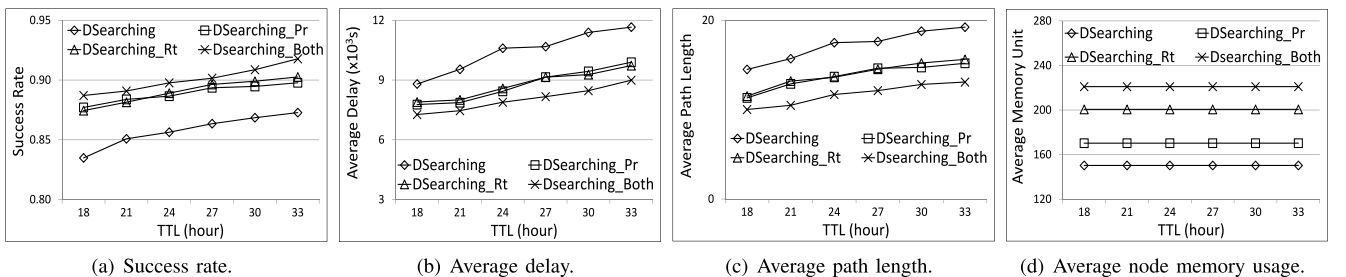 0.95
0.90
0.85
0.80
Success Rate
DSearching
DSearching_Pr
DSearching_Rt
Dsearching_Both
18 21 24 27 30 33
TTL (hour)
(a) Success rate.
12
9
6
3
Average Delay (x10³s)
DSearching
DSearching_Pr
DSearching_Rt
DSearching_Both
18 21 24 27 30 33
TTL (hour)
(b) Average delay.
20
0
Average Path Length
DSearching
DSearching_Pr
DSearching_Rt
Dsearching_Both
18 21 24 27 30 33
TTL (hour)
(c) Average path length.
280
240
200
160
120
Average Memory Unit
DSearching
DSearching_Pr
DSearching_Rt
Dsearching_Both
18 21 24 27 30 33
TTL (hour)
(d) Average node memory usage.